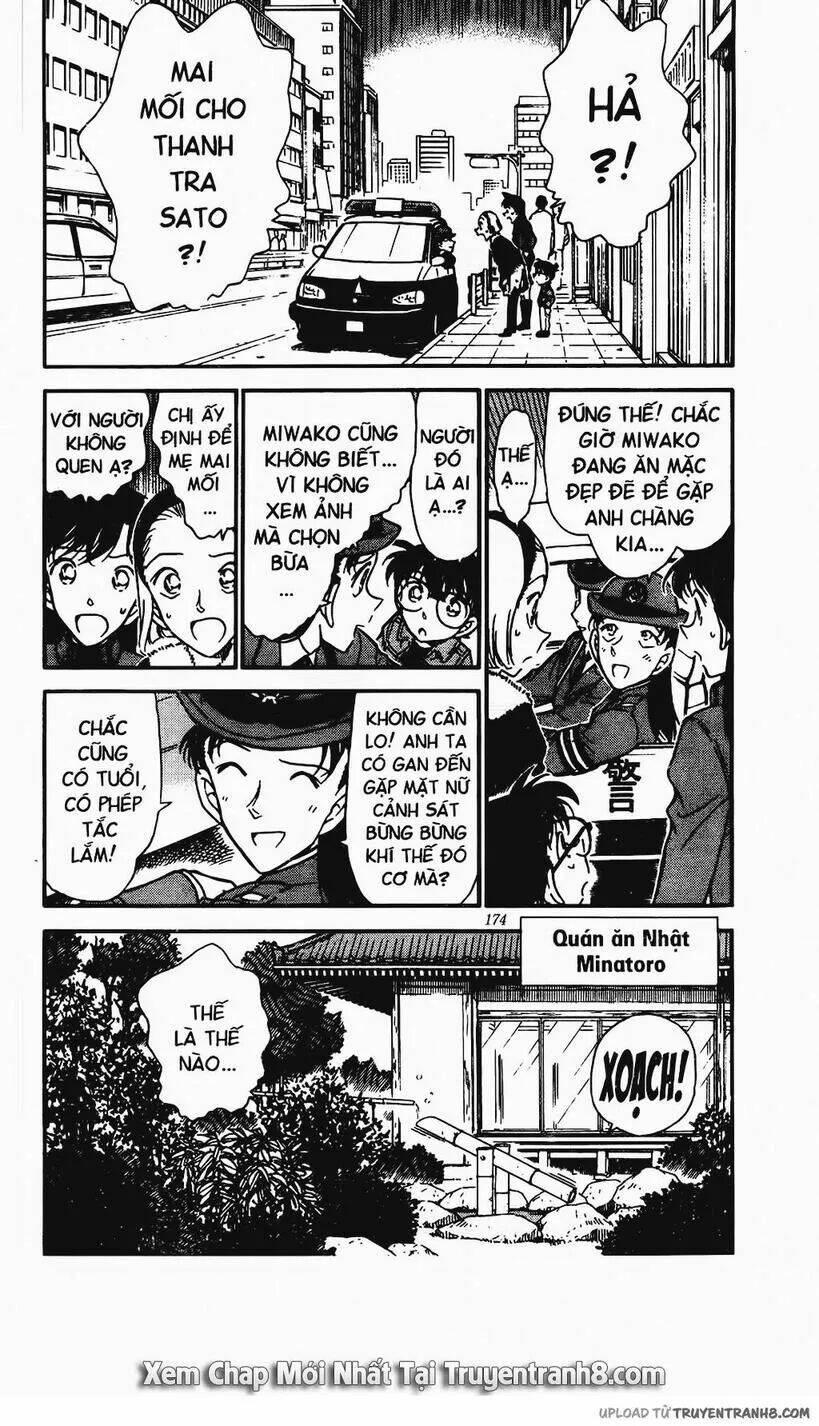 HẢ
?!
MAI
MỐI CHO
THANH
TRA
SATO
?!
ĐÚNG THẾ! CHẮC
GIỜ MIWAKO
ĐANG ĂN MẶC
ĐẸP ĐẼ ĐỂ GẶP
ANH CHÀNG
KIA...
THẾ
Ạ...
警
NGƯỜI
ĐÓ
LÀ AI
Ạ...?
MIWAKO CŨNG
KHÔNG BIẾT...
VÌ KHÔNG
XEM ẢNH
MÀ CHỌN
BỪA
...
CHỊ ẤY
ĐỊNH ĐỂ
MẸ MAI
MỐI
...
VỚI NGƯỜI
KHÔNG
QUEN Ạ?
KHÔNG CẦN
LO! ANH TA
CÓ GAN ĐẾN
GẶP MẶT NỮ
CẢNH SÁT
BỪNG BỪNG
KHÍ THẾ ĐÓ
CƠ MÀ?
CHẮC
CŨNG
CÓ TUỔI,
CÓ PHÉP
TẮC
LẮM!
174
Quán ăn Nhật
Minatoro
XOẠCH!
THẾ
LÀ THẾ
NÀO...
Xem Chap Mới Nhất Tại Truyentranh8.com
UPLOAD TỪ TRUYENTRANH8.COM